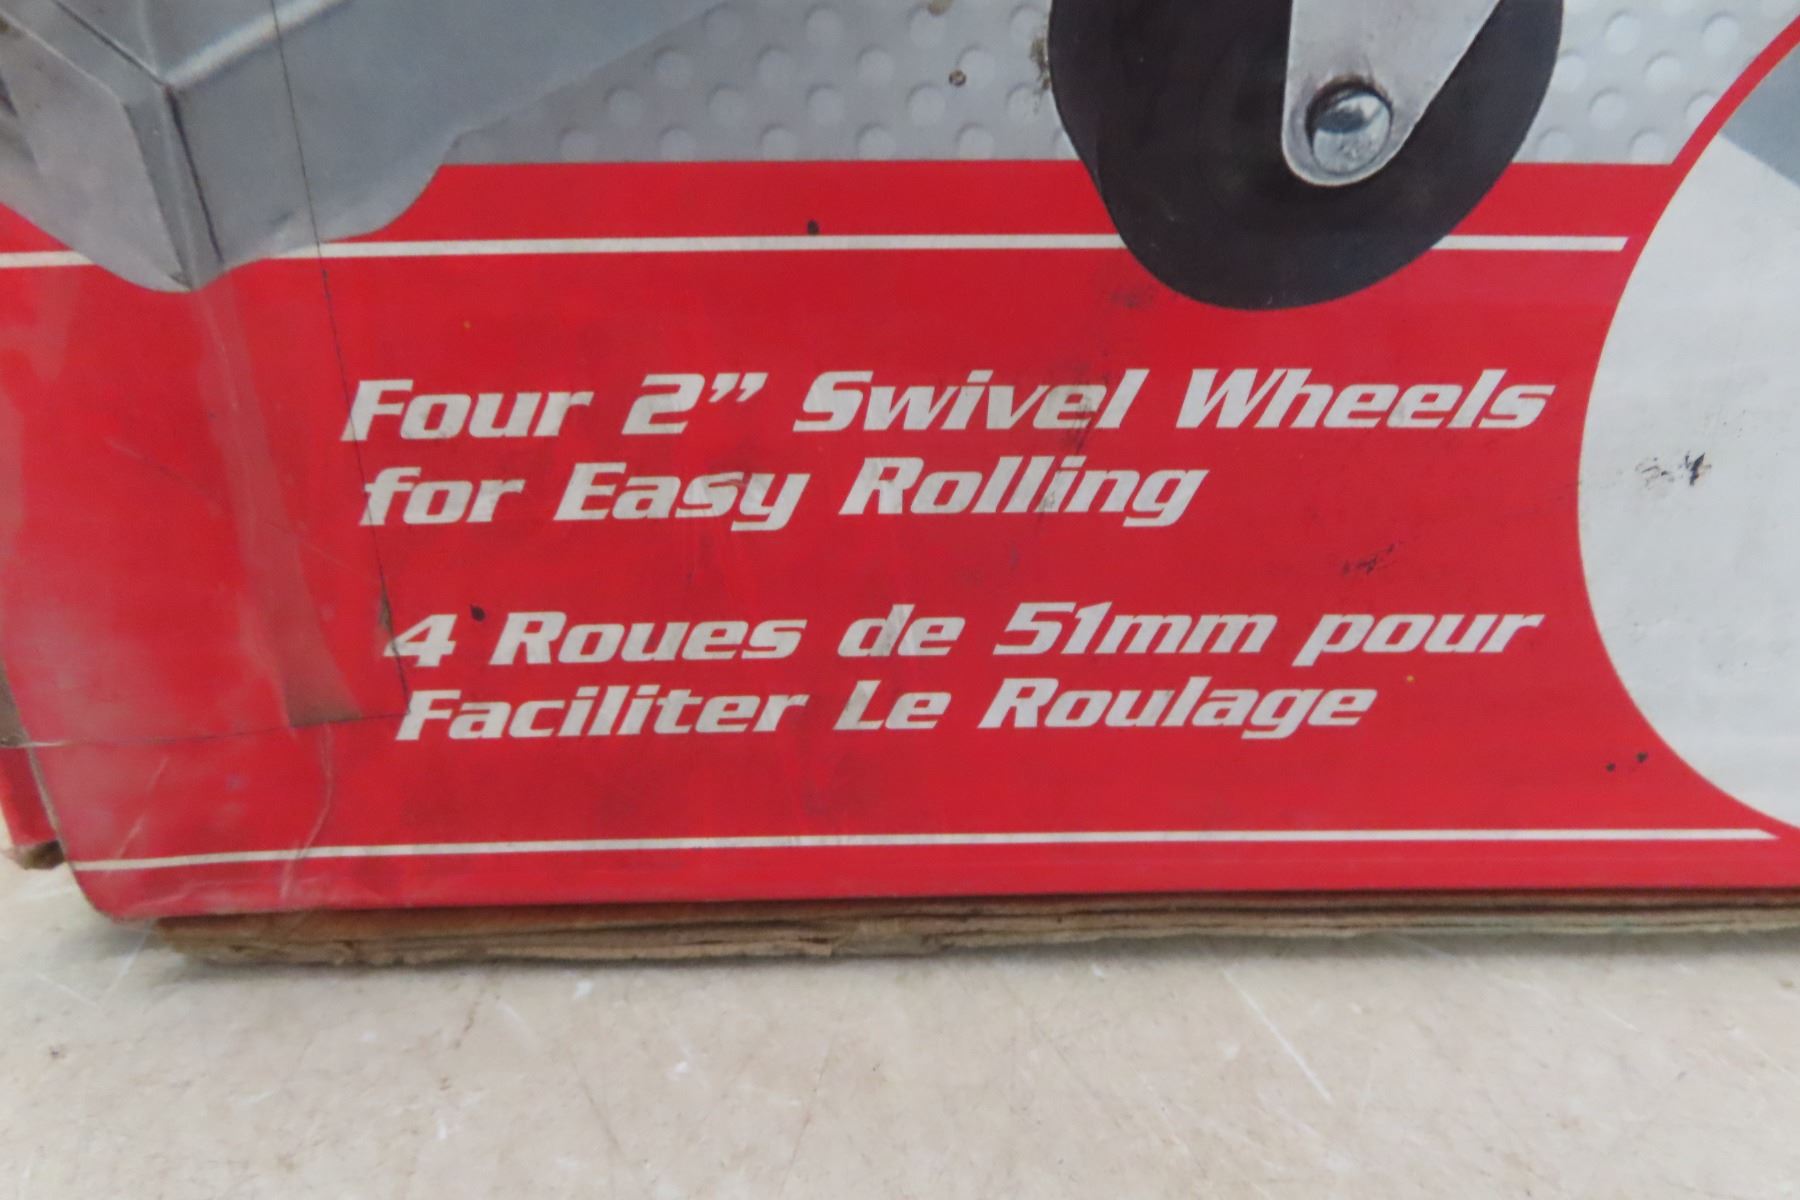 Four 2” Swivel Wheels
for Easy Rolling
4 Roues de 51mm pour
Faciliter Le Roulage